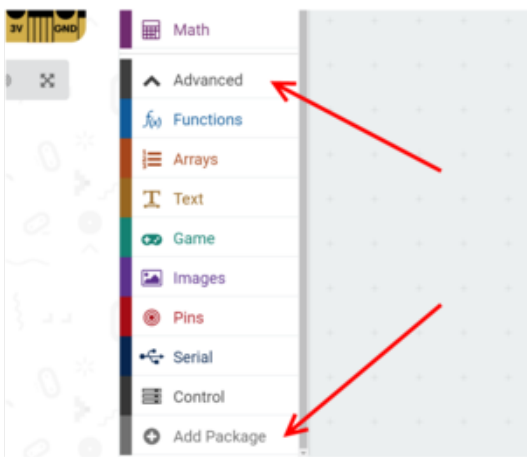 3V GND
Math
Advanced
f(x) Functions
Arrays
T Text
Game
Images
Pins
Serial
Control
Add Package